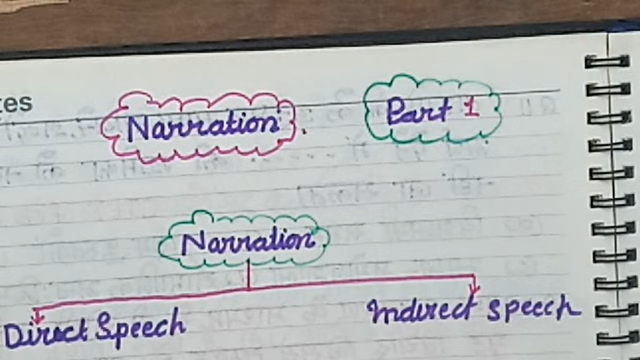 tes
Narration. Part 1
Narration
Direct Speech Indirect speech